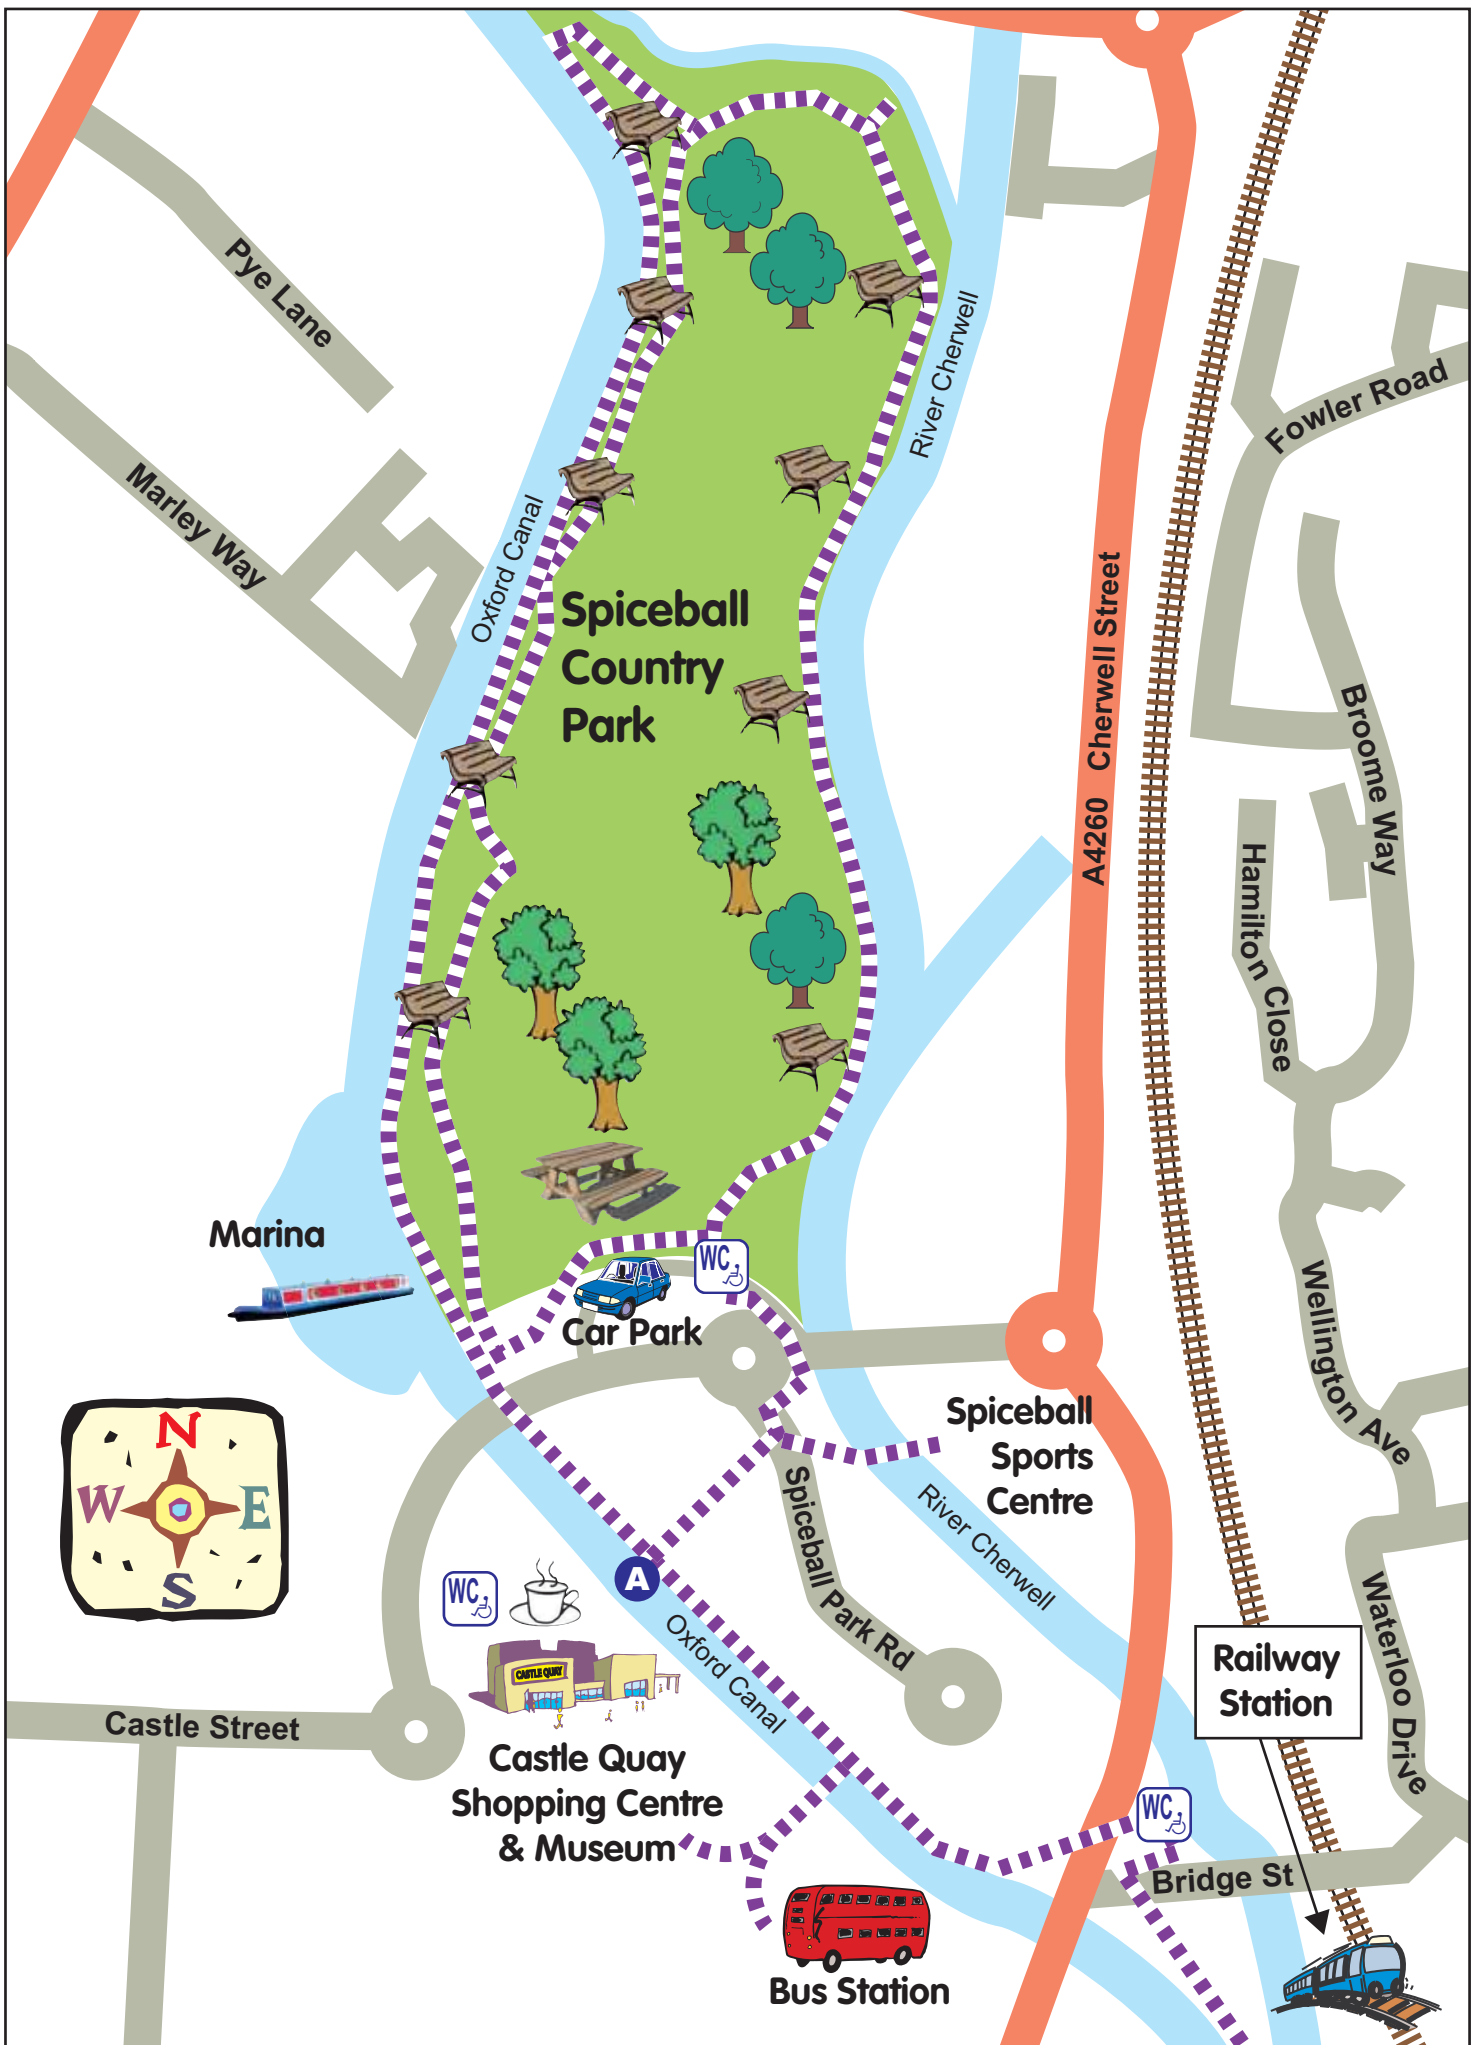 Pye Lane
River Cherwell
Fowler Road
Marley Way
Oxford Canal
Spiceball
Country
Park
A4260 Cherwell Street
Broome Way
Hamilton Close
Marina
WC
Car Park
Wellington Ave
Spiceball
Sports
Centre
N
W
E
S
Spiceball Park Rd
River Cherwell
A
WC
CASTLE QUAY
Oxford Canal
Waterloo Drive
Railway
Station
Castle Street
Castle Quay
Shopping Centre
& Museum
WC
Bridge St
Bus Station